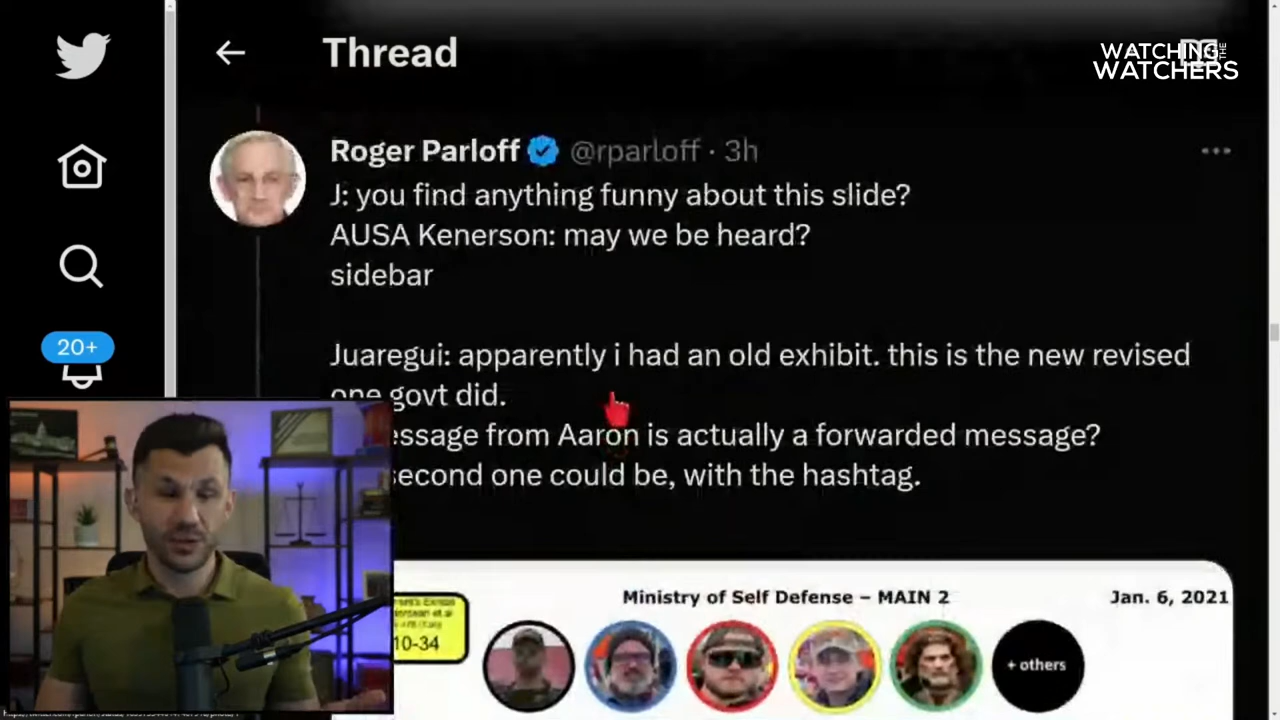 Thread
WATCHING THE
WATCHERS
Roger Parloff @rparloff · 3h
J: you find anything funny about this slide?
AUSA Kenerson: may we be heard?
sidebar
20+
Juaregui: apparently i had an old exhibit. this is the new revised
one govt did.
essage from Aaron is actually a forwarded message?
second one could be, with the hashtag.
Ministry of Self Defense – MAIN 2
Jan. 6, 2021
10-34
+ others